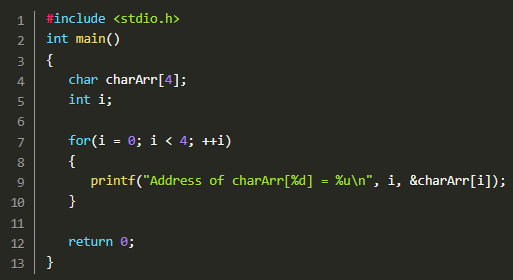 1 #include <stdio.h>
2 int main()
3 {
4 char charArr[4];
5 int i;
6
7 for(i = 0; i < 4; ++i)
8 {
9 printf("Address of charArr[%d] = %u\n", i, &charArr[i]);
10 }
11
12 return 0;
13 }